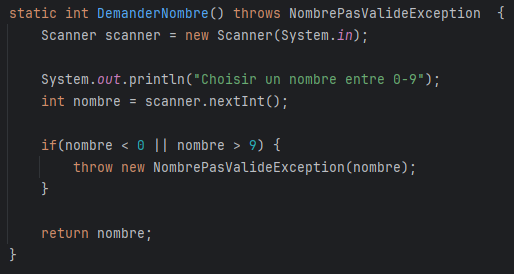 static int DemanderNombre() throws NombrePasValideException  {
    Scanner scanner = new Scanner(System.in);

    System.out.println("Choisir un nombre entre 0-9");
    int nombre = scanner.nextInt();

    if(nombre < 0 || nombre > 9) {
        throw new NombrePasValideException(nombre);
    }

    return nombre;
}